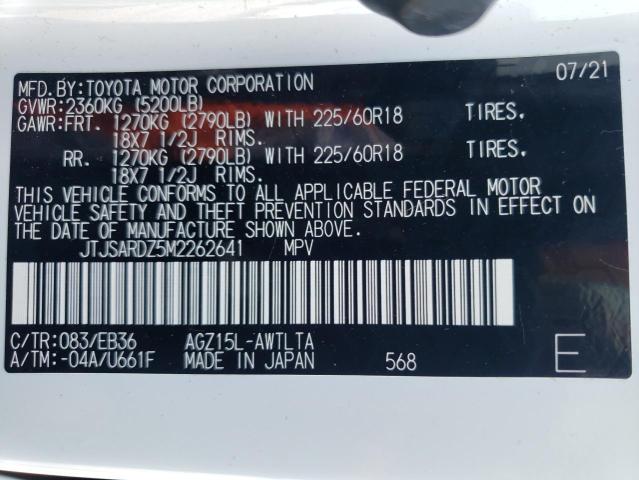 MFD.BY:TOYOTA MOTOR CORPORATION 07/21
GVWR:2360KG (5200LB)
GAWR:FRT. 1270KG (2790LB) WITH 225/60R18 TIRES.
18X7 1/2J RIMS.
RR. 1270KG (2790LB) WITH 225/60R18 TIRES.
18X7 1/2J RIMS.
THIS VEHICLE CONFORMS TO ALL APPLICABLE FEDERAL MOTOR
VEHICLE SAFETY AND THEFT PREVENTION STANDARDS IN EFFECT ON
THE DATE OF MANUFACTURE SHOWN ABOVE.
JTJSARDZ5M2262641 MPV
C/TR:083/EB36 AGZ15L-AWTLTA
A/TM:-04A/U661F MADE IN JAPAN 568 E